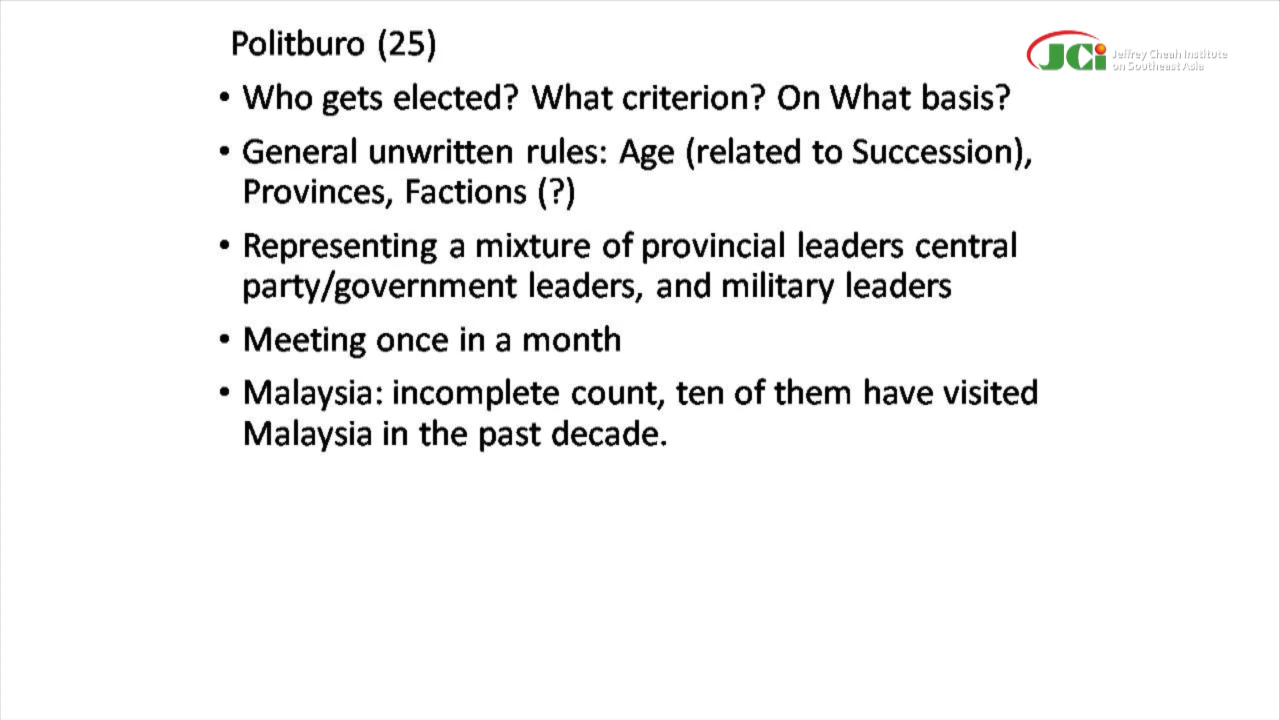 Politburo (25)
JCi Jeffrey Cheah Institute
on Southeast Asia
• Who gets elected? What criterion? On What basis?
• General unwritten rules: Age (related to Succession),
Provinces, Factions (?)
• Representing a mixture of provincial leaders central
party/government leaders, and military leaders
• Meeting once in a month
• Malaysia: incomplete count, ten of them have visited
Malaysia in the past decade.